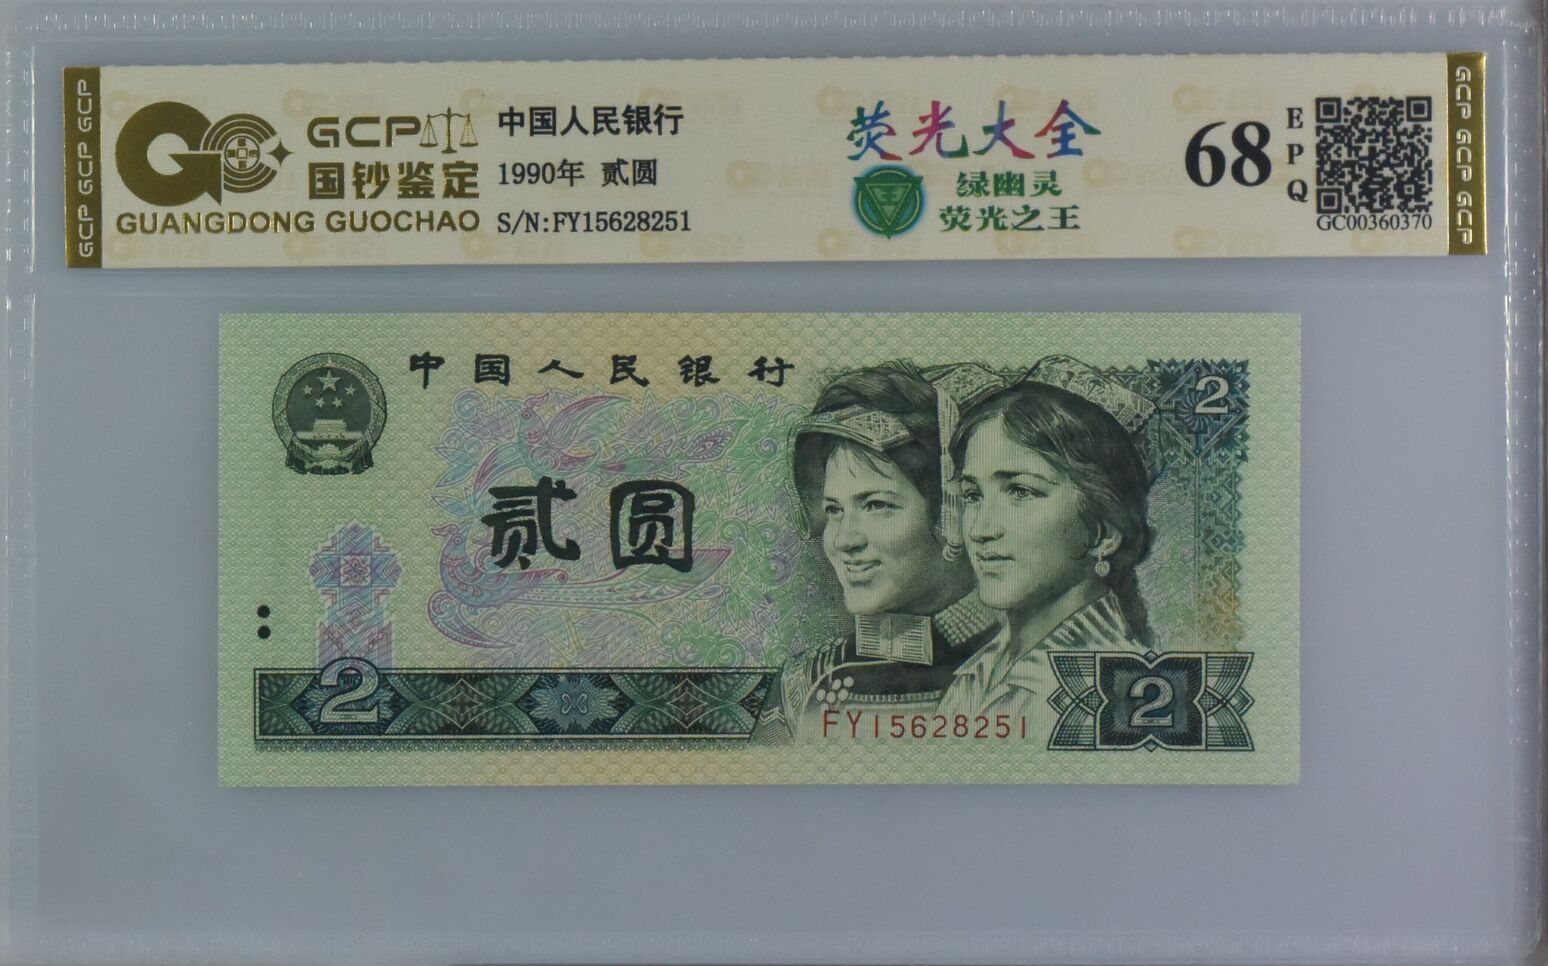 GCP GCP GCP
GCP
国钞鉴定
GUANGDONG GUOCHAO
中国人民银行
1990年 贰圆
S/N:FY15628251
荧光大全
绿幽灵
荧光之王
68
EPQ
GC00360370
GCP GCP GCP
中国人民银行
2
贰圆
2
FY15628251
2